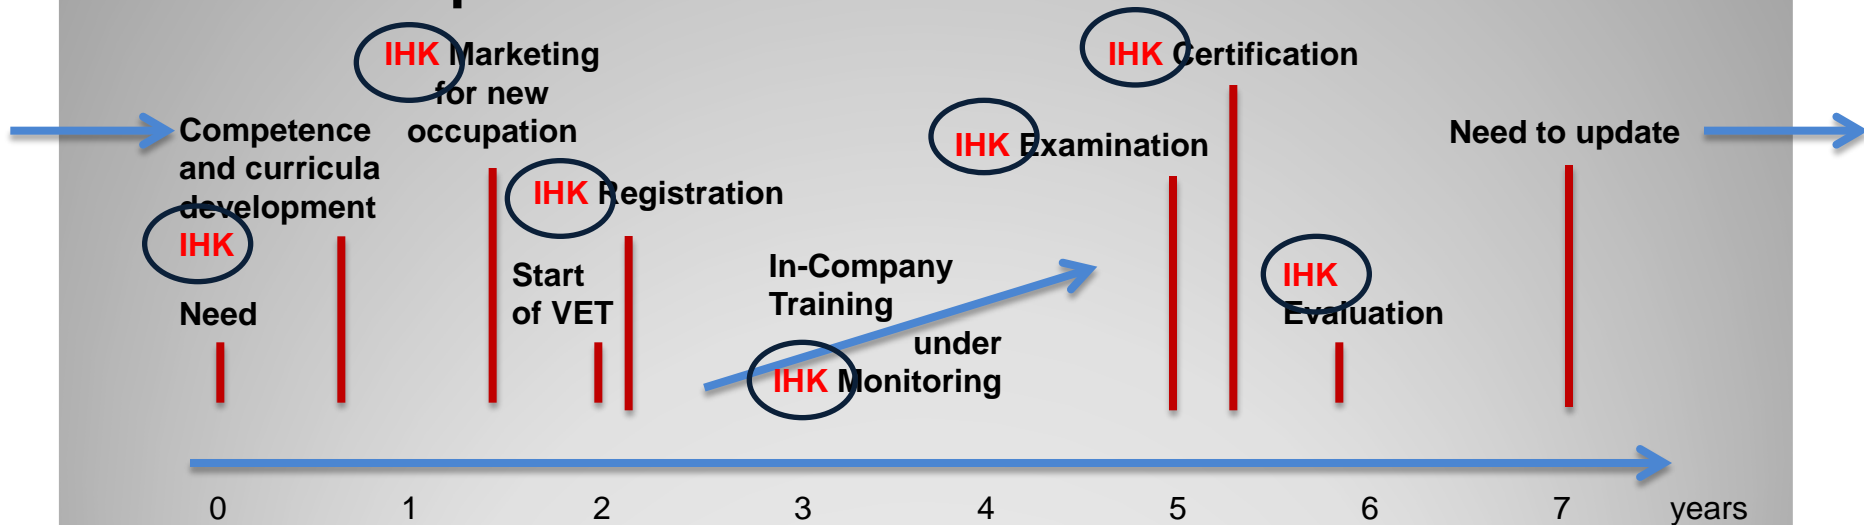 IHK Marketing
for new
occupation
IHK Certification
Competence
and curricula
development
IHK
IHK Examination
Need to update
IHK Registration
Need
Start
of VET
In-Company
Training
under
IHK Monitoring
IHK
Evaluation
0 1 2 3 4 5 6 7 years